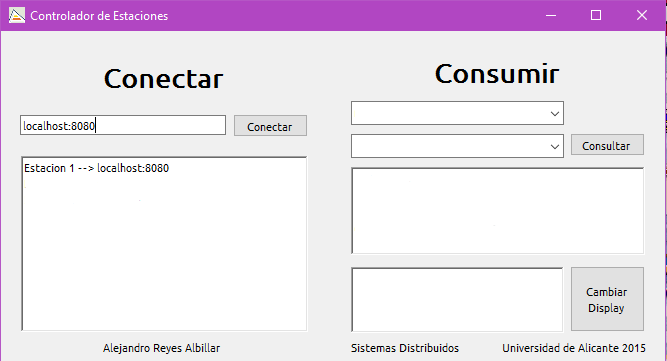 Controlador de Estaciones
Conectar
localhost:8080
Conectar
Estacion 1 --> localhost:8080
Alejandro Reyes Albillar
Consumir
Consultar
Cambiar
Display
Sistemas Distribuidos
Universidad de Alicante 2015